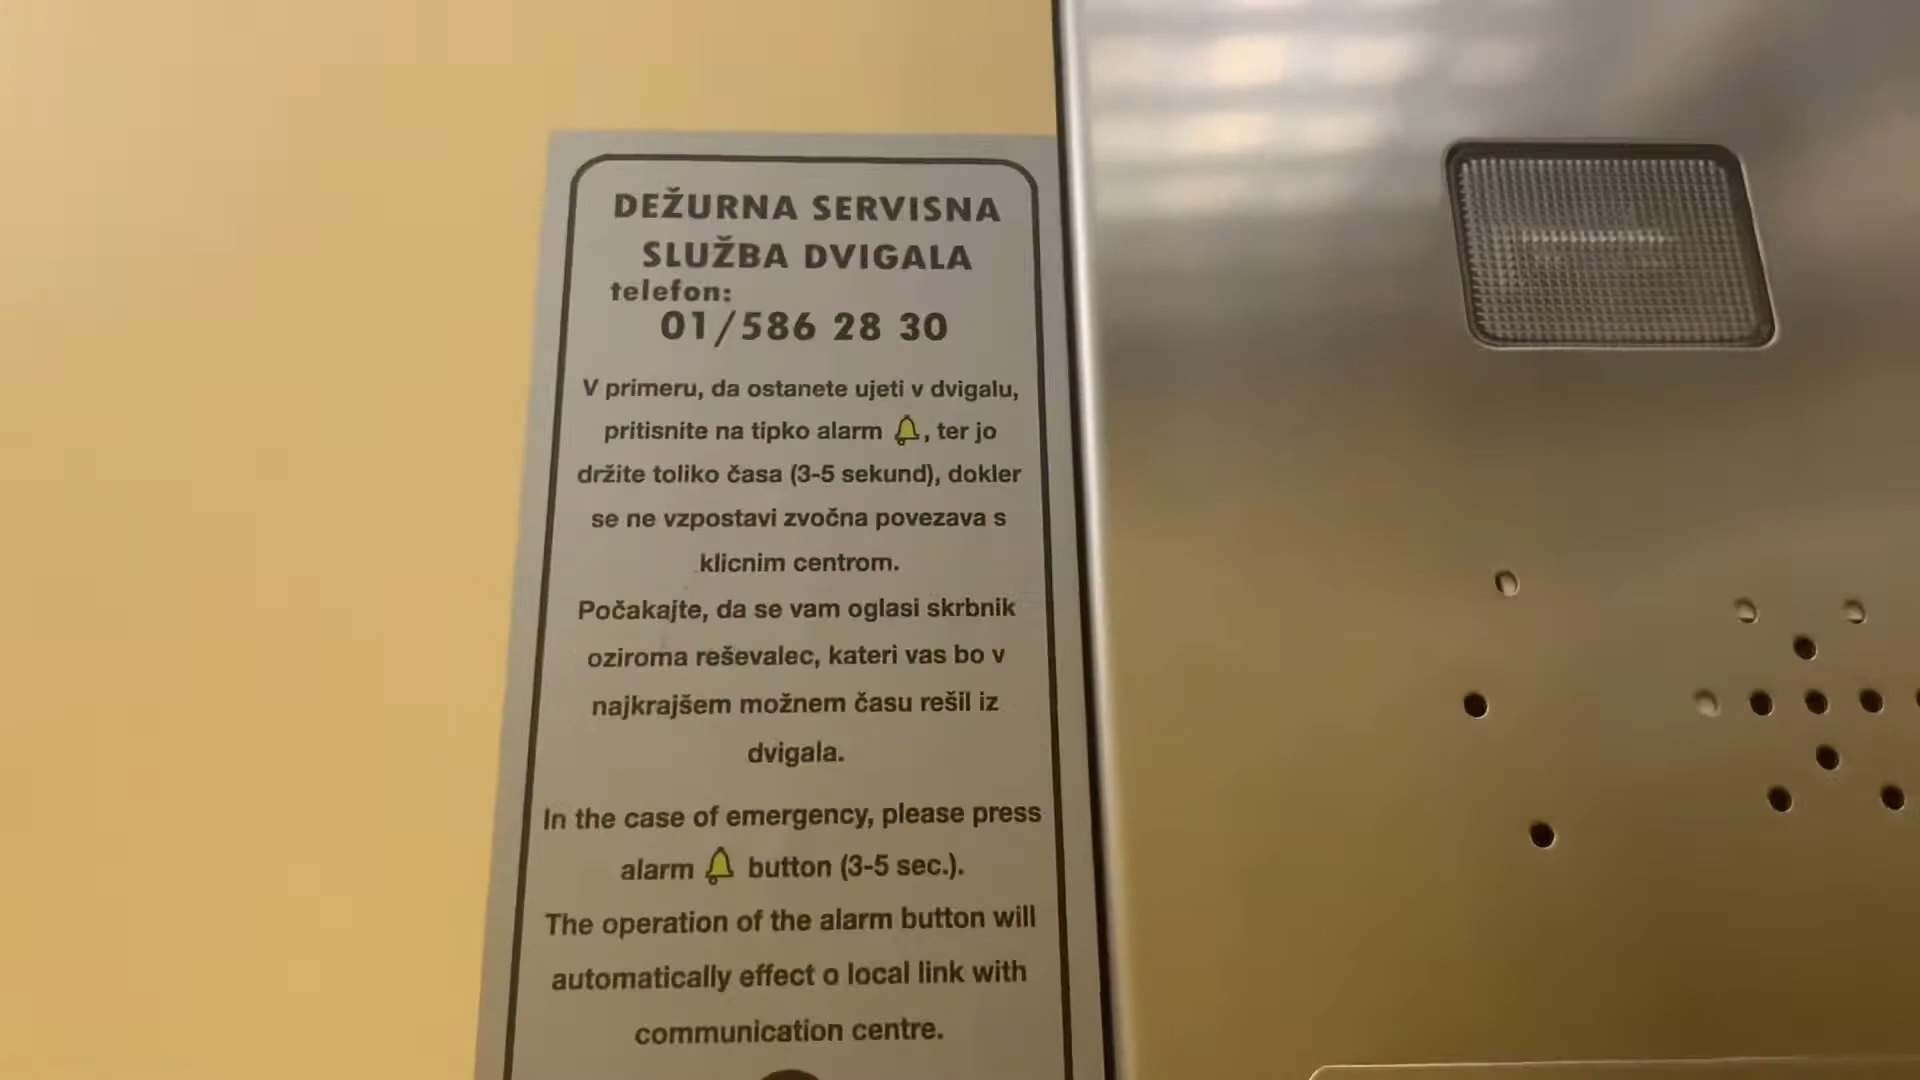 DEŽURNA SERVISNA
SLUŽBA DVIGALA
telefon:
01/586 28 30
V primeru, da ostanete ujeti v dvigalu,
pritisnite na tipko alarm 🔔, ter jo
držite toliko časa (3-5 sekund), dokler
se ne vzpostavi zvočna povezava s
klicnim centrom.
Počakajte, da se vam oglasi skrbnik
oziroma reševalec, kateri vas bo v
najkrajšem možnem času rešil iz
dvigala.
In the case of emergency, please press
alarm 🔔 button (3-5 sec.).
The operation of the alarm button will
automatically effect o local link with
communication centre.